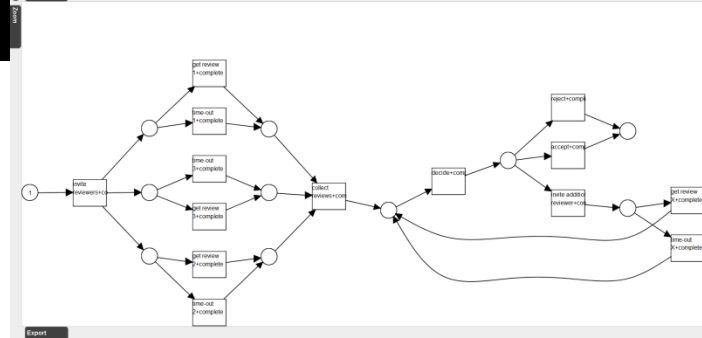 Zoom
get review
1+complete
time-out
1+complete
time-out
3+complete
get review
3+complete
get review
2+complete
time-out
2+complete
1
invite
reviewers+co
collect
reviews+com
decide+com
reject+compl
accept+com
invite additio
reviewer+co
get review
X+complete
time-out
X+complete
Export